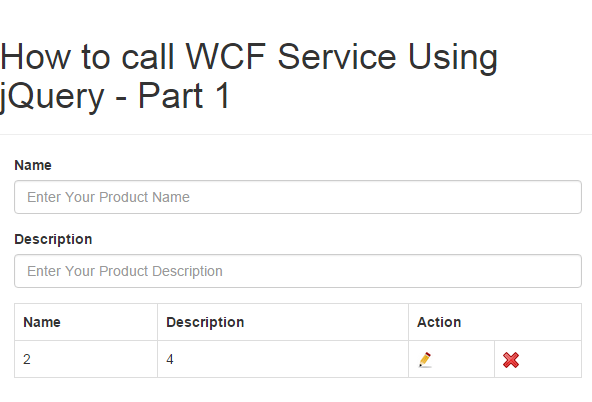 How to call WCF Service Using
jQuery - Part 1
Name
Enter Your Product Name
Description
Enter Your Product Description
Name Description Action
2 4